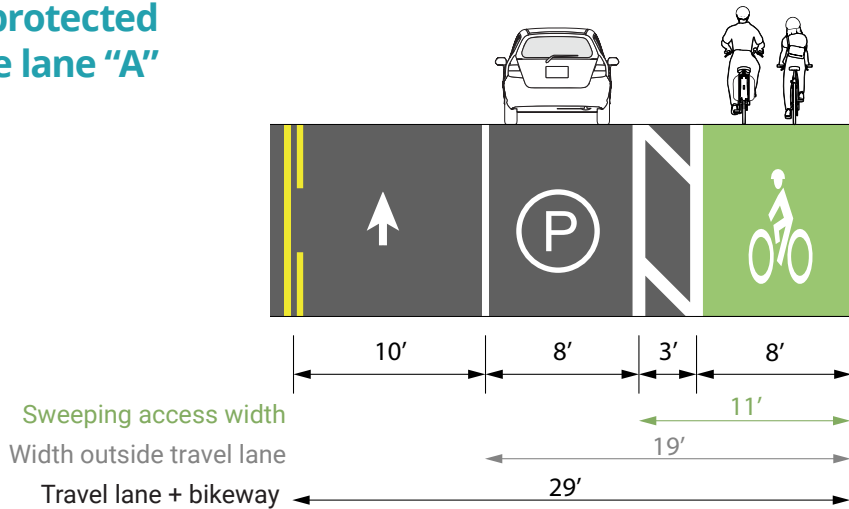 protected
e lane “A”
P
10′ 8′ 3′ 8′
Sweeping access width 11′
Width outside travel lane 19′
Travel lane + bikeway 29′